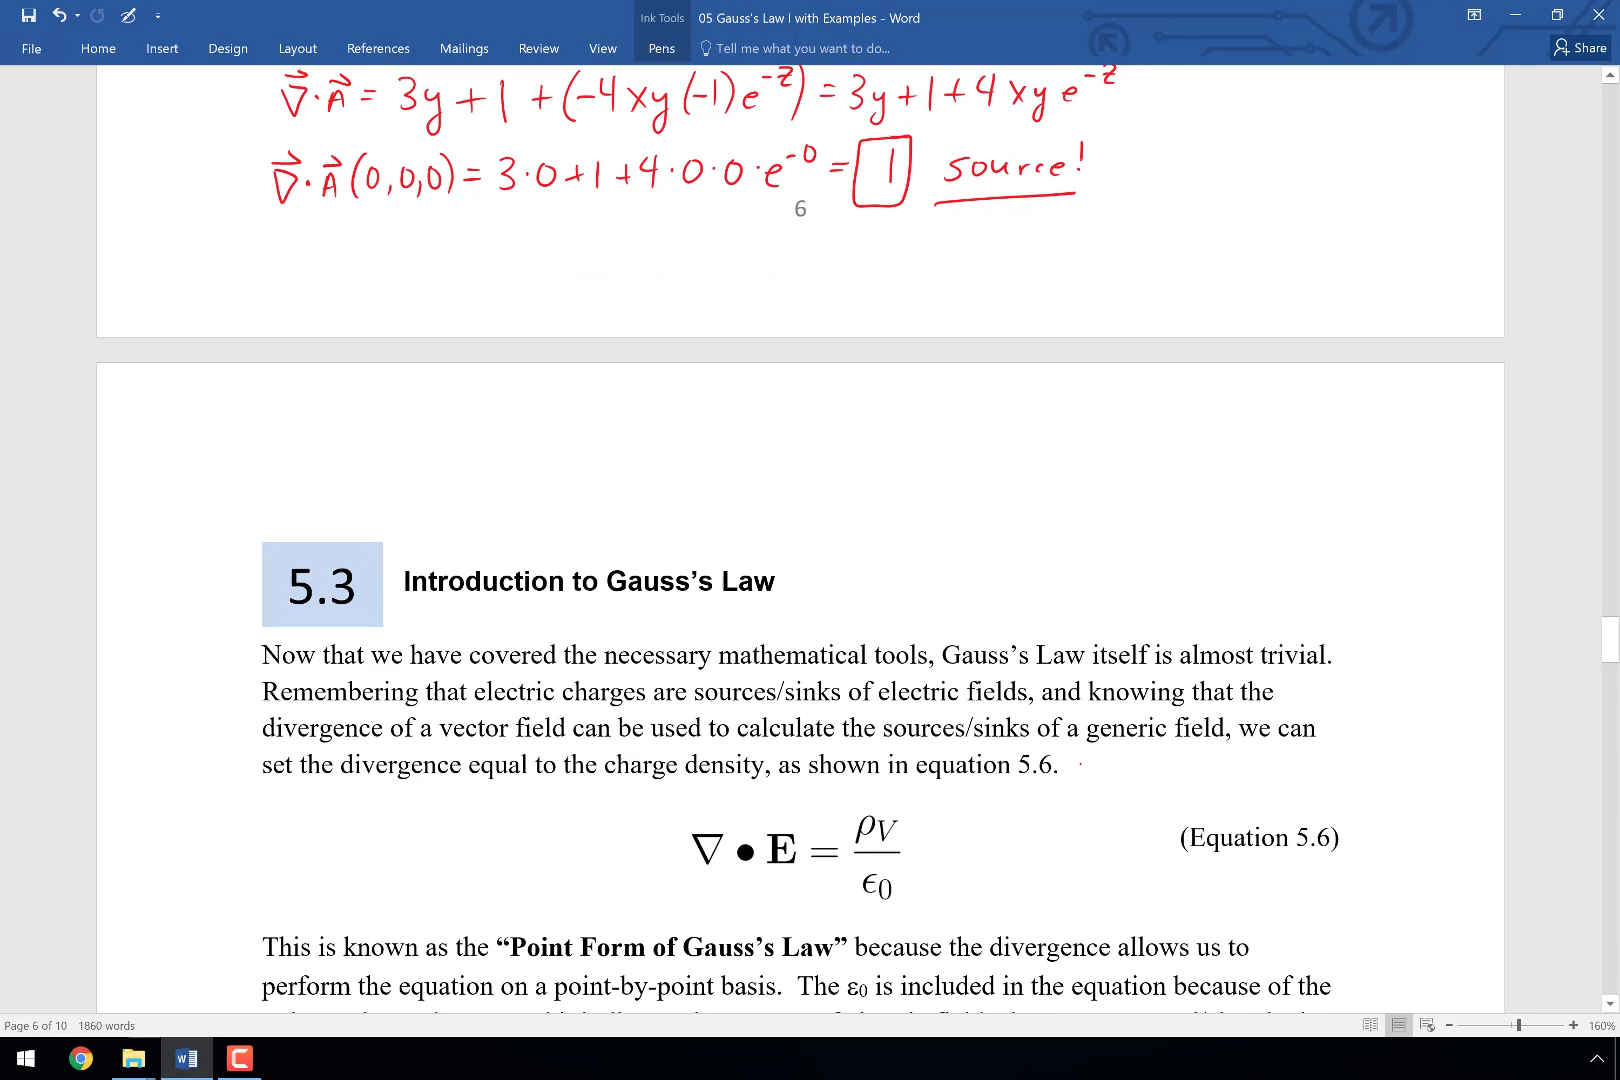 Ink Tools 05 Gauss's Law I with Examples - Word
File Home Insert Design Layout References Mailings Review View Pens Tell me what you want to do... Share
∇⃗·A⃗ = 3y + 1 + (-4xy(-1)e^-z) = 3y + 1 + 4xye^-z
∇⃗·A⃗(0,0,0) = 3·0 + 1 + 4·0·0·e^-0 = 1 source!
6
5.3 Introduction to Gauss’s Law
Now that we have covered the necessary mathematical tools, Gauss’s Law itself is almost trivial.
Remembering that electric charges are sources/sinks of electric fields, and knowing that the
divergence of a vector field can be used to calculate the sources/sinks of a generic field, we can
set the divergence equal to the charge density, as shown in equation 5.6.
∇ • E = ρV / ϵ0 (Equation 5.6)
This is known as the “Point Form of Gauss’s Law” because the divergence allows us to
perform the equation on a point-by-point basis. The ε0 is included in the equation because of the
Page 6 of 10 1860 words 160%